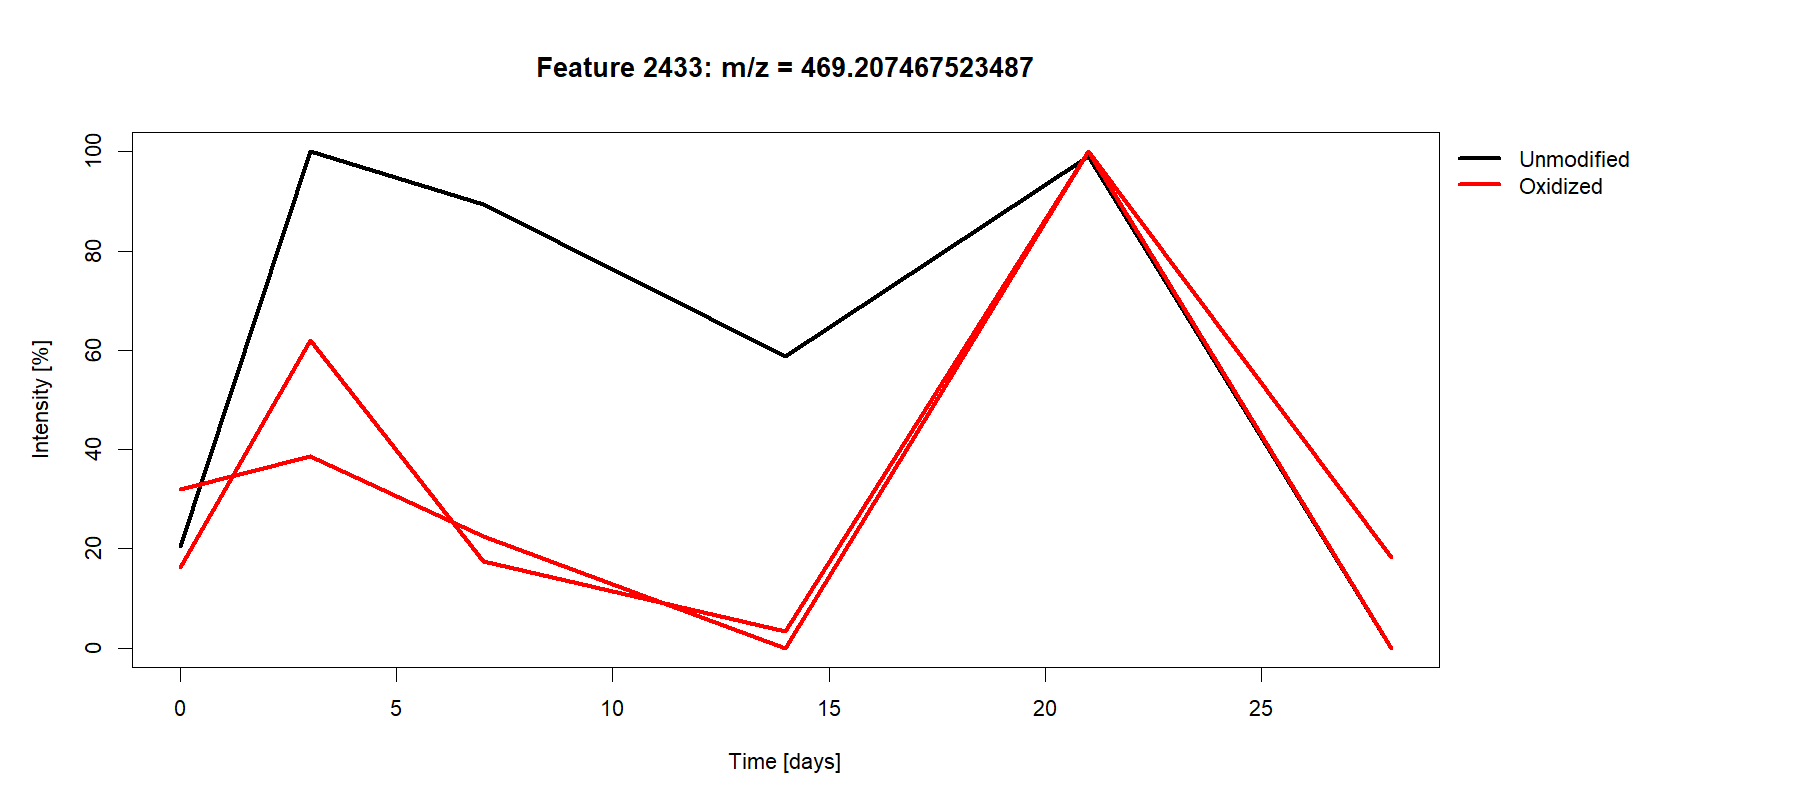 Feature 2433: m/z = 469.207467523487
Unmodified
Oxidized
Intensity [%]
100
80
60
40
20
0
0 5 10 15 20 25
Time [days]